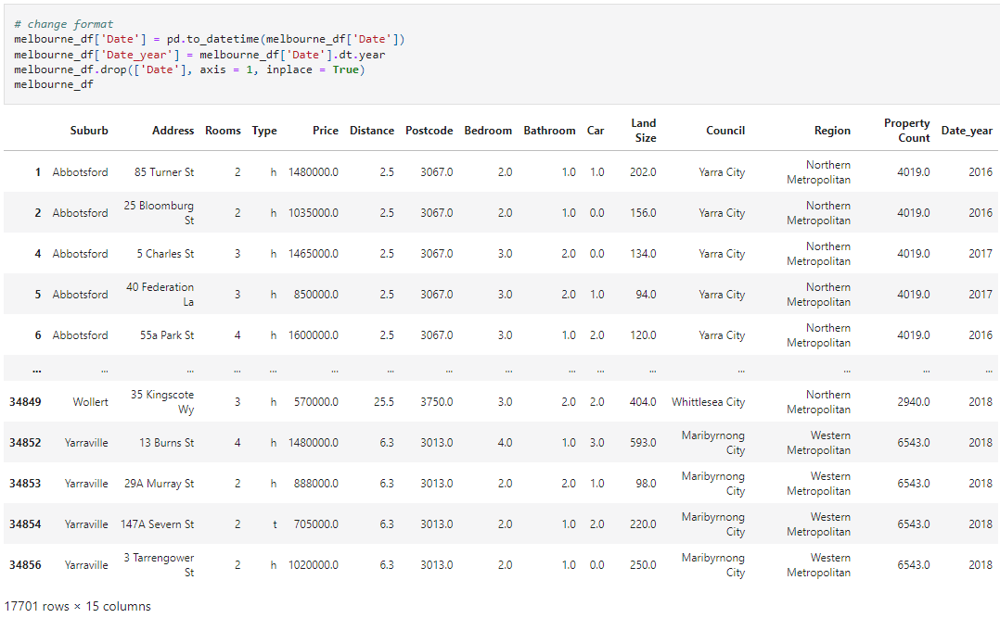 # change format
melbourne_df['Date'] = pd.to_datetime(melbourne_df['Date'])
melbourne_df['Date_year'] = melbourne_df['Date'].dt.year
melbourne_df.drop(['Date'], axis = 1, inplace = True)
melbourne_df
Suburb Address Rooms Type Price Distance Postcode Bedroom Bathroom Car Land Size Council Region Property Count Date_year
1 Abbotsford 85 Turner St 2 h 1480000.0 2.5 3067.0 2.0 1.0 1.0 202.0 Yarra City Northern Metropolitan 4019.0 2016
2 Abbotsford 25 Bloomburg St 2 h 1035000.0 2.5 3067.0 2.0 1.0 0.0 156.0 Yarra City Northern Metropolitan 4019.0 2016
4 Abbotsford 5 Charles St 3 h 1465000.0 2.5 3067.0 3.0 2.0 0.0 134.0 Yarra City Northern Metropolitan 4019.0 2017
5 Abbotsford 40 Federation La 3 h 850000.0 2.5 3067.0 3.0 2.0 1.0 94.0 Yarra City Northern Metropolitan 4019.0 2017
6 Abbotsford 55a Park St 4 h 1600000.0 2.5 3067.0 3.0 1.0 2.0 120.0 Yarra City Northern Metropolitan 4019.0 2016
... ... ... ... ... ... ... ... ... ... ... ... ... ... ... ...
34849 Wollert 35 Kingscote Wy 3 h 570000.0 25.5 3750.0 3.0 2.0 2.0 404.0 Whittlesea City Northern Metropolitan 2940.0 2018
34852 Yarraville 13 Burns St 4 h 1480000.0 6.3 3013.0 4.0 1.0 3.0 593.0 Maribyrnong City Western Metropolitan 6543.0 2018
34853 Yarraville 29A Murray St 2 h 888000.0 6.3 3013.0 2.0 2.0 1.0 98.0 Maribyrnong City Western Metropolitan 6543.0 2018
34854 Yarraville 147A Severn St 2 t 705000.0 6.3 3013.0 2.0 1.0 2.0 220.0 Maribyrnong City Western Metropolitan 6543.0 2018
34856 Yarraville 3 Tarrengower St 2 h 1020000.0 6.3 3013.0 2.0 1.0 0.0 250.0 Maribyrnong City Western Metropolitan 6543.0 2018
17701 rows × 15 columns